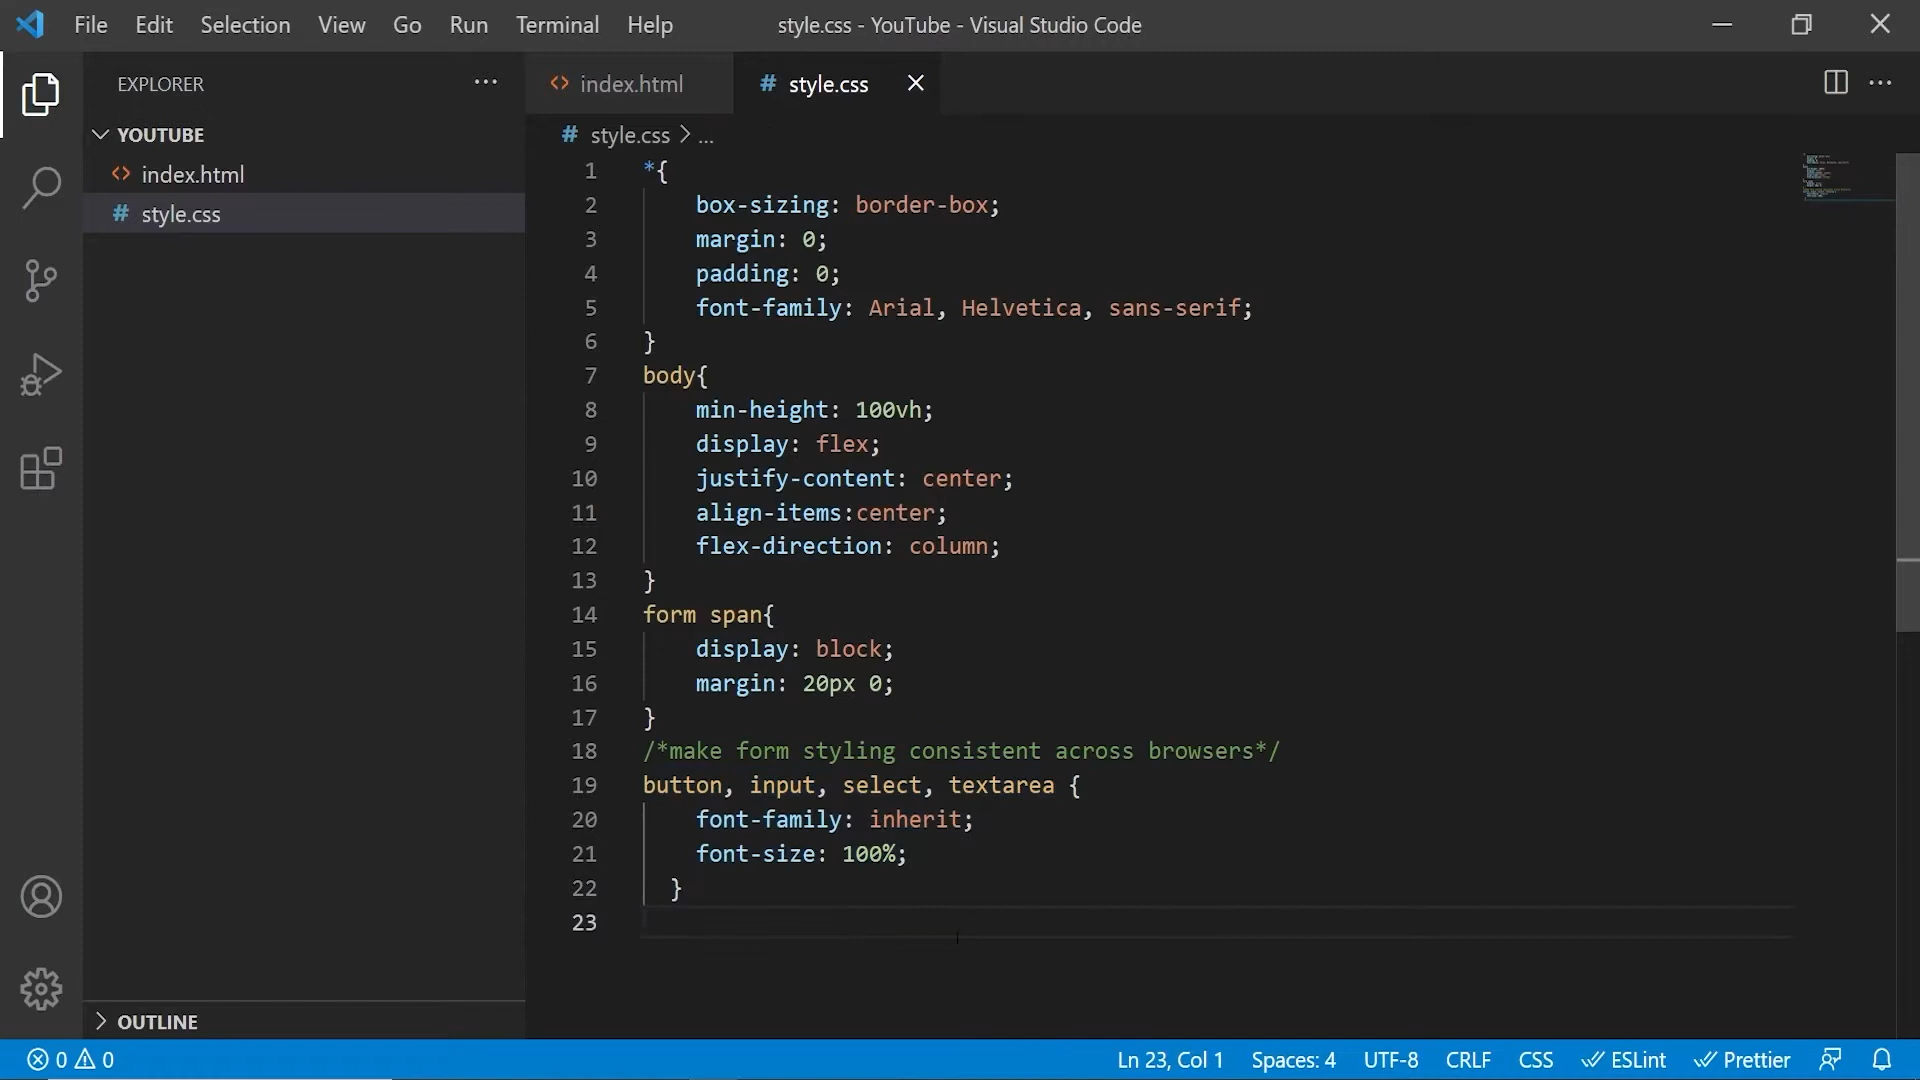 File Edit Selection View Go Run Terminal Help
style.css - YouTube - Visual Studio Code
EXPLORER
YOUTUBE
index.html
style.css
OUTLINE
index.html
# style.css
# style.css > ...
1 *{
2 box-sizing: border-box;
3 margin: 0;
4 padding: 0;
5 font-family: Arial, Helvetica, sans-serif;
6 }
7 body{
8 min-height: 100vh;
9 display: flex;
10 justify-content: center;
11 align-items:center;
12 flex-direction: column;
13 }
14 form span{
15 display: block;
16 margin: 20px 0;
17 }
18 /*make form styling consistent across browsers*/
19 button, input, select, textarea {
20 font-family: inherit;
21 font-size: 100%;
22 }
23
0 0 Ln 23, Col 1 Spaces: 4 UTF-8 CRLF CSS ESLint Prettier